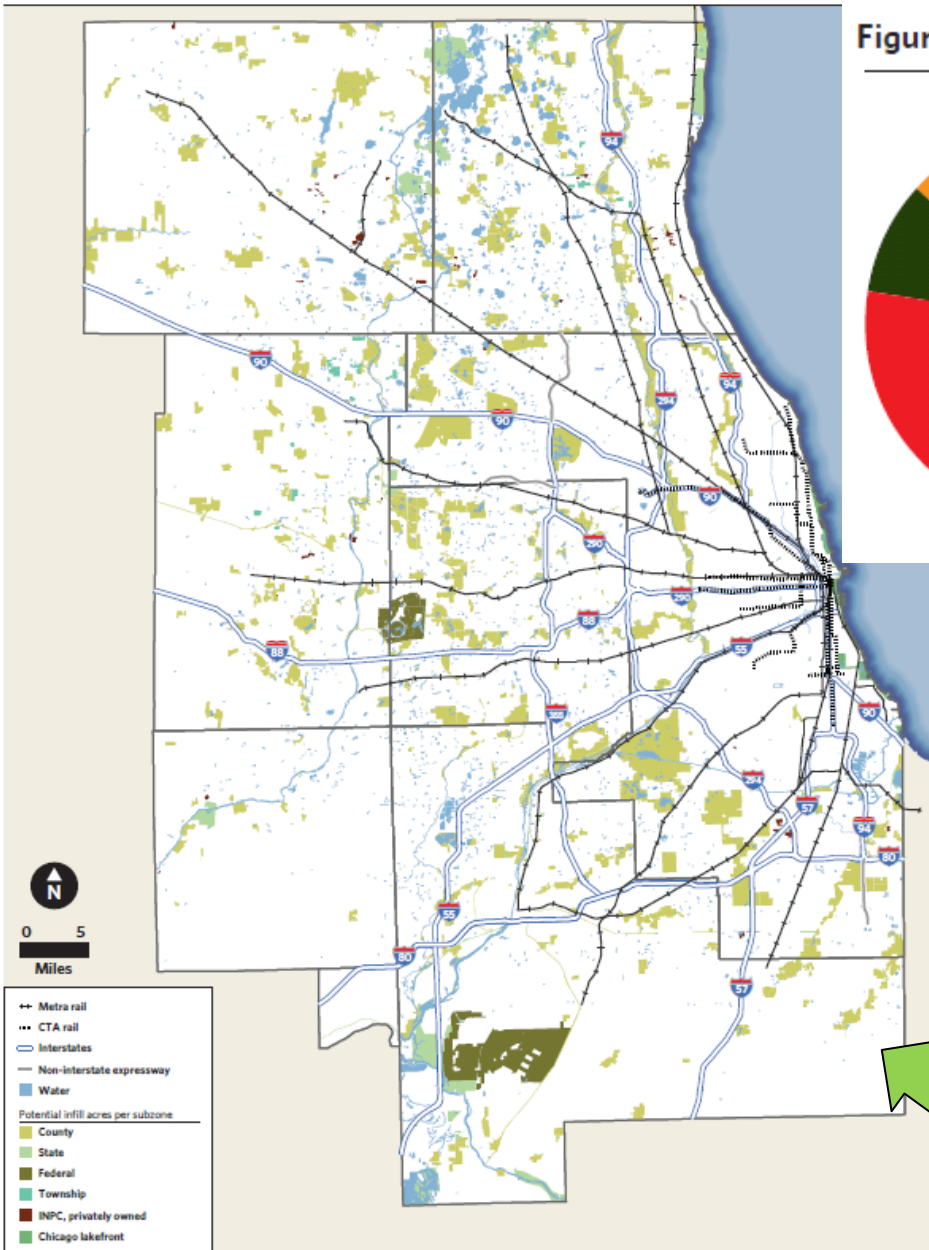 Figur
94
90
94
294
90
90
290
290
88
55
88
355
90
294
57
94
80
55
80
57
N
0 5
Miles
Metra rail
CTA rail
Interstates
Non-interstate expressway
Water
Potential infill acres per subzone
County
State
Federal
Township
INPC, privately owned
Chicago lakefront